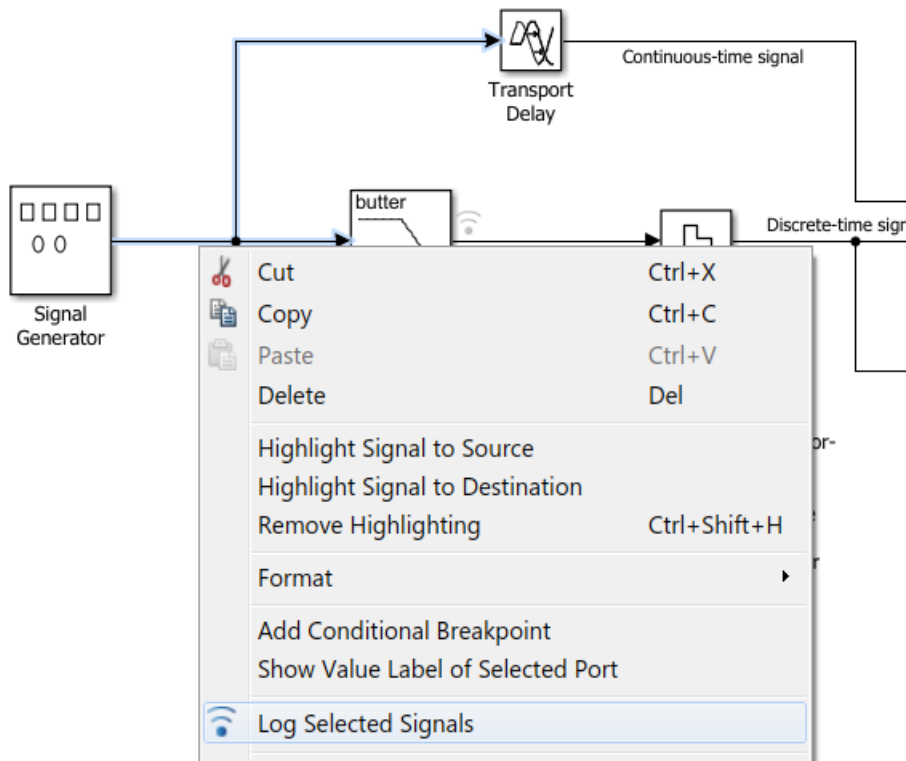 Continuous-time signal
Transport
Delay
butter
Discrete-time
Signal
Generator
Cut Ctrl+X
Copy Ctrl+C
Paste Ctrl+V
Delete Del
Highlight Signal to Source
or-
Highlight Signal to Destination
Remove Highlighting Ctrl+Shift+H
Format
Add Conditional Breakpoint
Show Value Label of Selected Port
Log Selected Signals